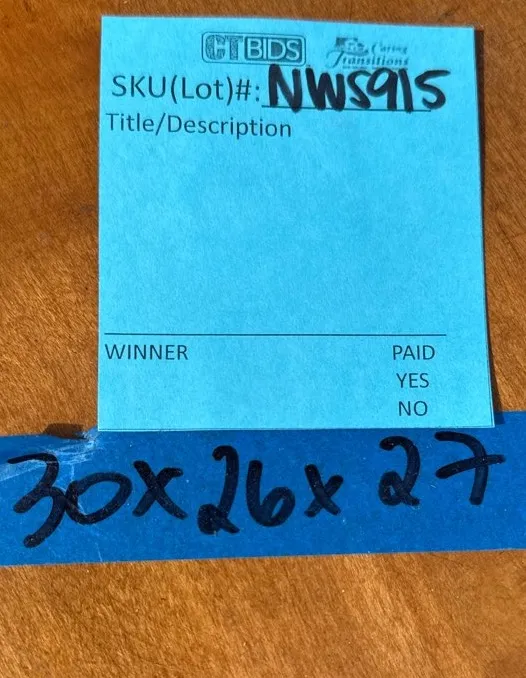 CTBIDS Caring
Transitions
SKU(Lot)#: NWS915
Title/Description
WINNER PAID
YES
NO
30x26x27